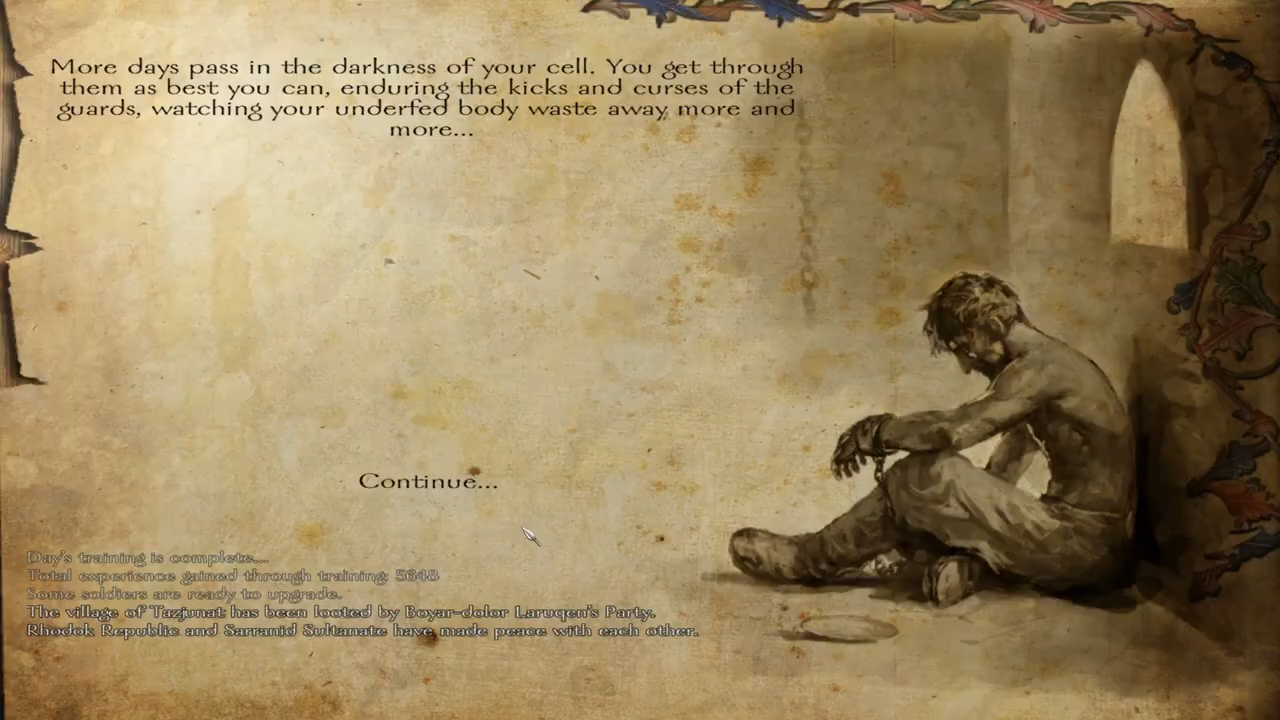 More days pass in the darkness of your cell. You get through
them as best you can, enduring the kicks and curses of the
guards, watching your underfed body waste away more and
more...
Continue...
Day's training is complete...
Total experience gained through training: 5648
Some soldiers are ready to upgrade.
The village of Tazjunat has been looted by Boyar-dolor Laruqen's Party.
Rhodok Republic and Sarranid Sultanate have made peace with each other.